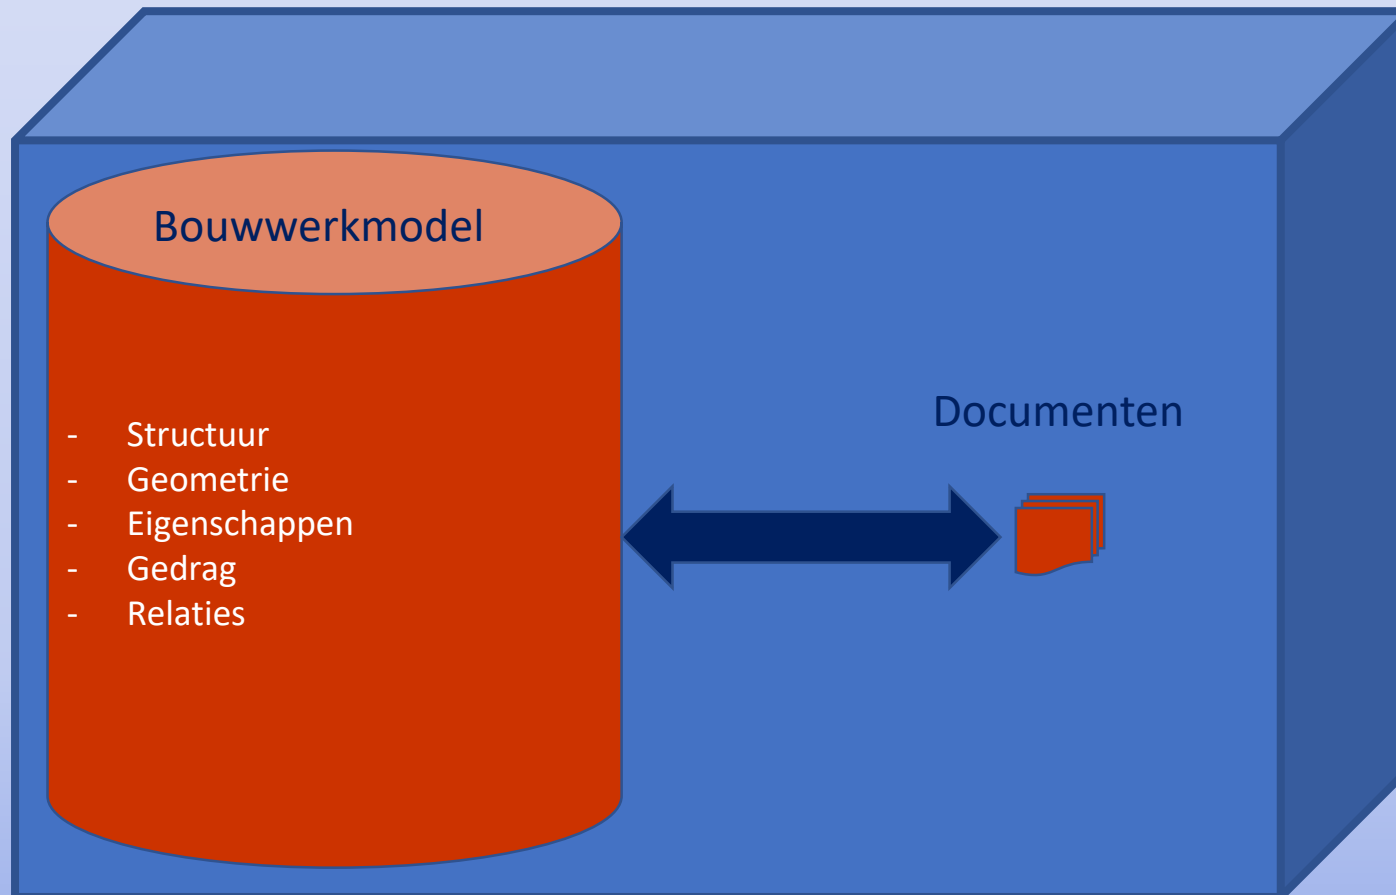 Bouwwerkmodel
- Structuur
- Geometrie
- Eigenschappen
- Gedrag
- Relaties
Documenten